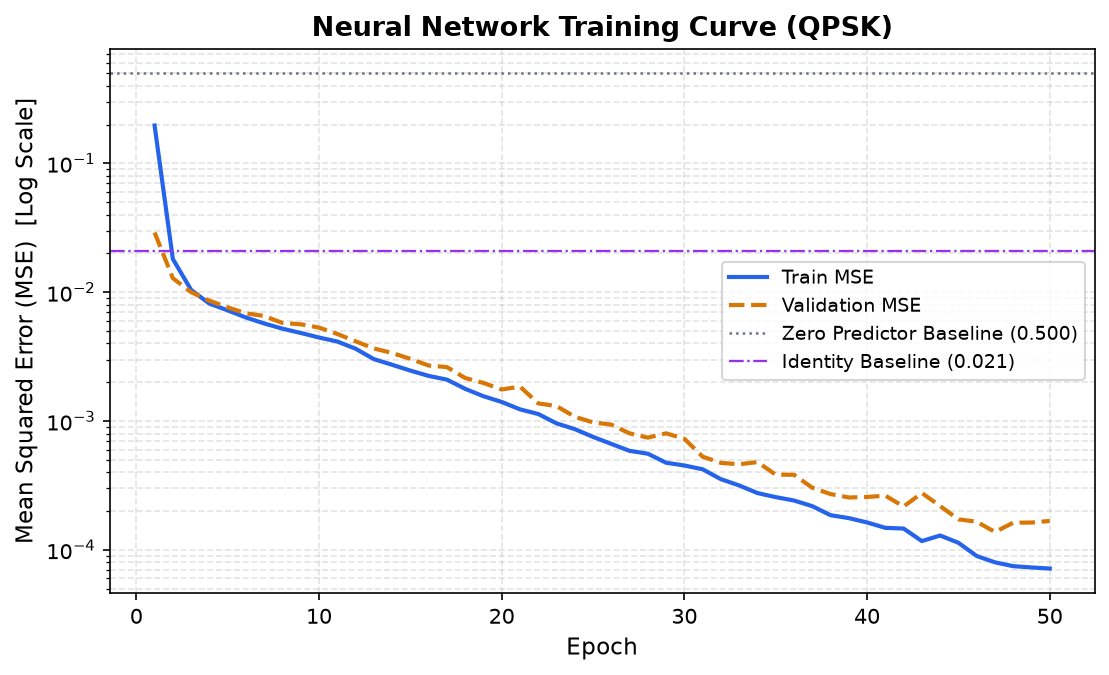 Neural Network Training Curve (QPSK)
Mean Squared Error (MSE)  [Log Scale]
10⁻¹
10⁻²
10⁻³
10⁻⁴
Train MSE
Validation MSE
Zero Predictor Baseline (0.500)
Identity Baseline (0.021)
0 10 20 30 40 50
Epoch